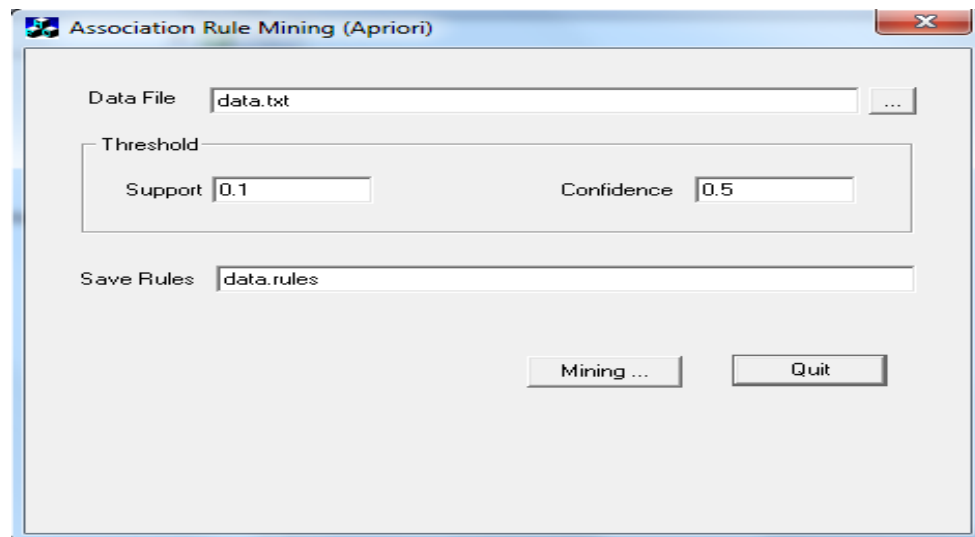 Association Rule Mining (Apriori)
Data File data.txt ...
Threshold
Support 0.1 Confidence 0.5
Save Rules data.rules
Mining ... Quit